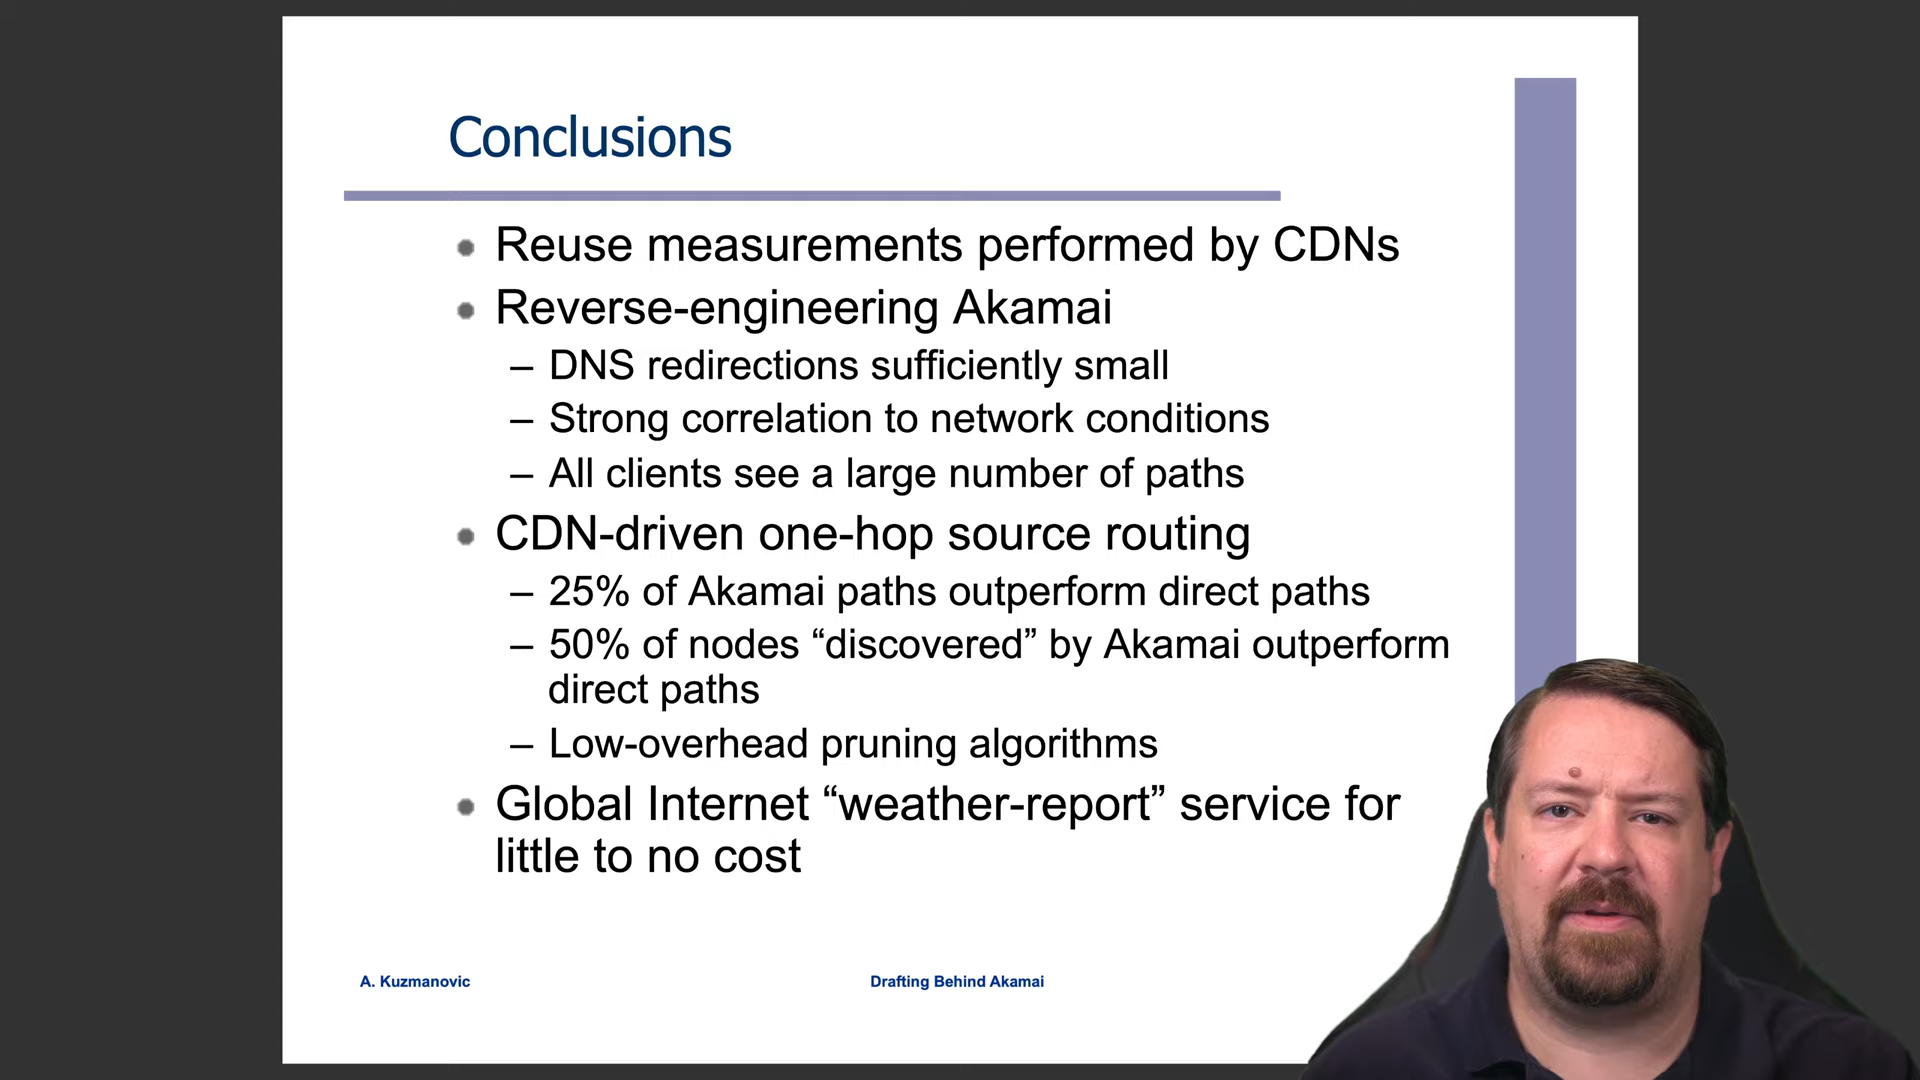 Conclusions
Reuse measurements performed by CDNs
Reverse-engineering Akamai
– DNS redirections sufficiently small
– Strong correlation to network conditions
– All clients see a large number of paths
CDN-driven one-hop source routing
– 25% of Akamai paths outperform direct paths
– 50% of nodes “discovered” by Akamai outperform
direct paths
– Low-overhead pruning algorithms
Global Internet “weather-report” service for
little to no cost
A. Kuzmanovic
Drafting Behind Akamai